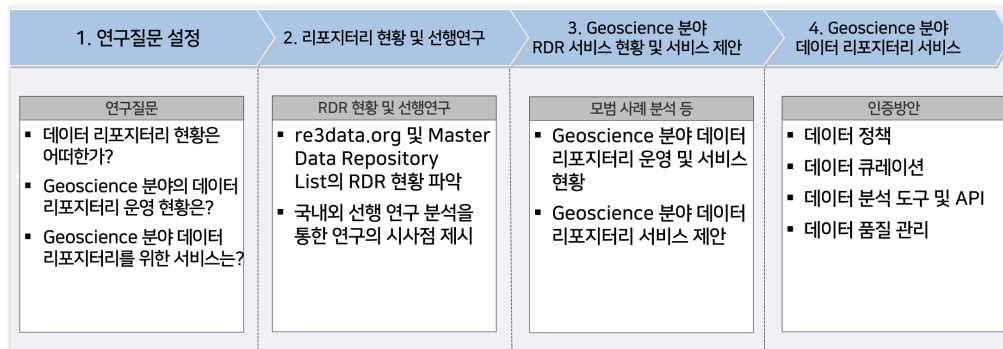 1. 연구질문 설정
2. 리포지터리 현황 및 선행연구
3. Geoscience 분야
RDR 서비스 현황 및 서비스 제안
4. Geoscience 분야
데이터 리포지터리 서비스
연구질문
▪ 데이터 리포지터리 현황은
어떠한가?
▪ Geoscience 분야의 데이터
리포지터리 운영 현황은?
▪ Geoscience 분야 데이터
리포지터리를 위한 서비스는?
RDR 현황 및 선행연구
▪ re3data.org 및 Master
Data Repository
List의 RDR 현황 파악
▪ 국내외 선행 연구 분석을
통한 연구의 시사점 제시
모범 사례 분석 등
▪ Geoscience 분야 데이터
리포지터리 운영 및 서비스
현황
▪ Geoscience 분야 데이터
리포지터리 서비스 제안
인증방안
▪ 데이터 정책
▪ 데이터 큐레이션
▪ 데이터 분석 도구 및 API
▪ 데이터 품질 관리